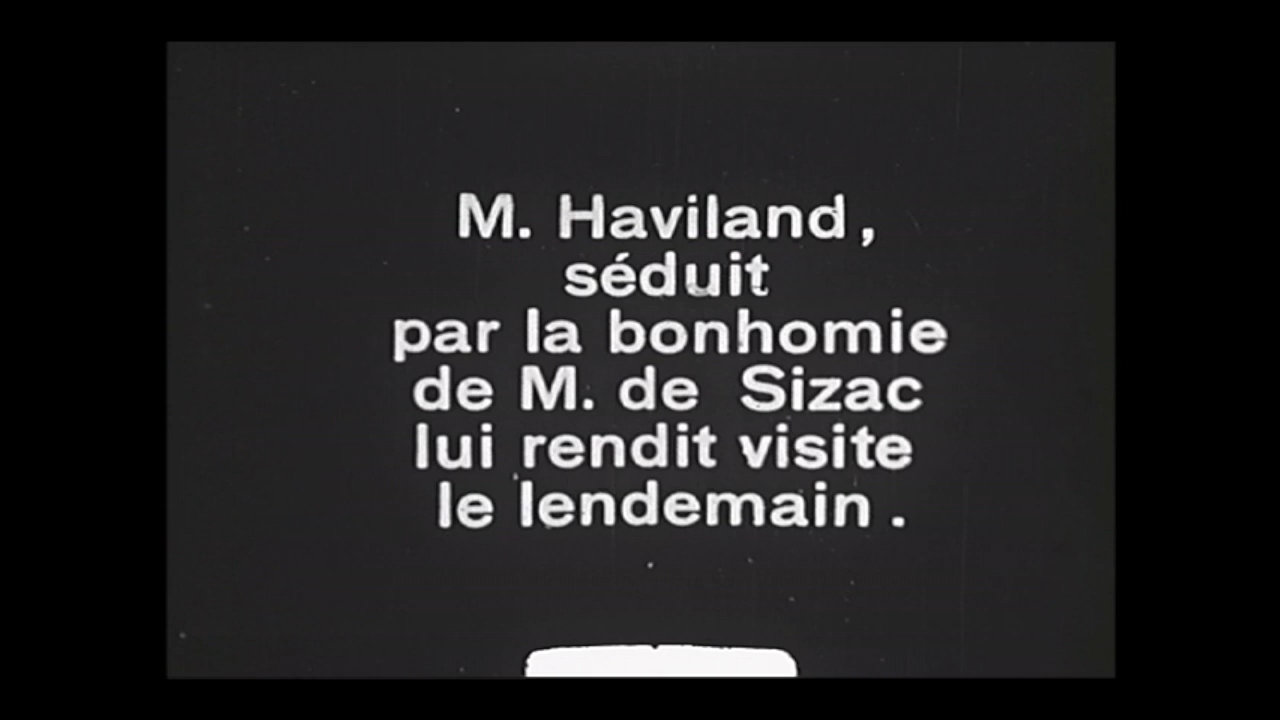 M. Haviland,
séduit
par la bonhomie
de M. de Sizac
lui rendit visite
le lendemain.